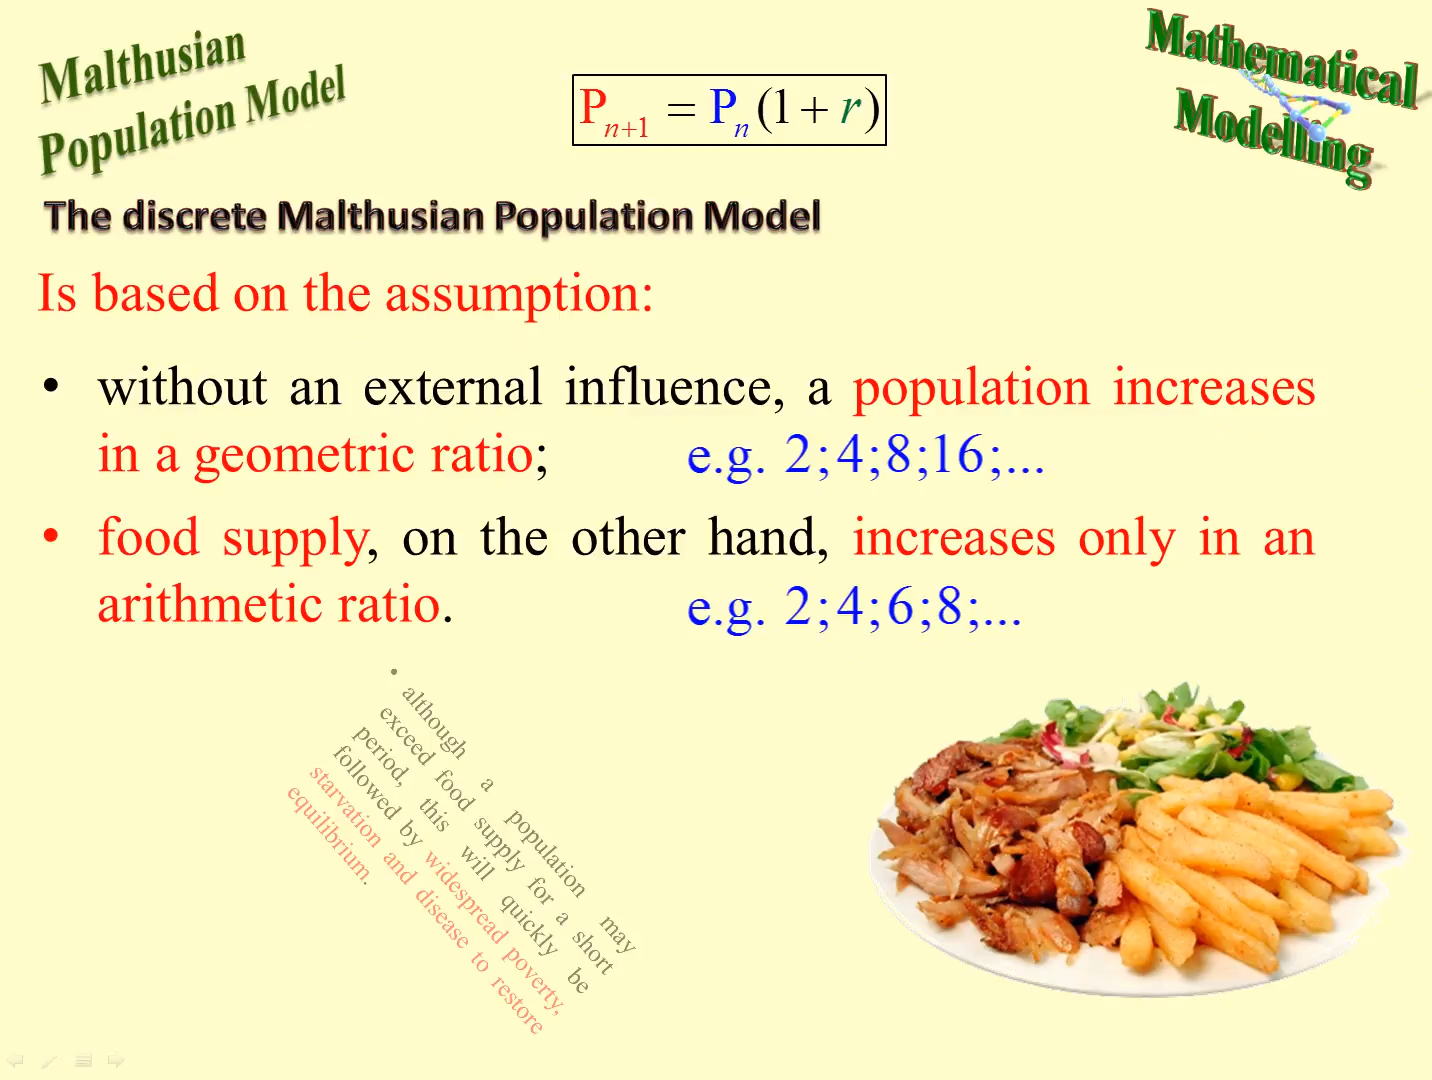 Malthusian
Population Model
Pₙ₊₁ = Pₙ(1 + r)
Mathematical
Modelling
The discrete Malthusian Population Model
Is based on the assumption:
• without an external influence, a population increases
in a geometric ratio; e.g. 2;4;8;16;...
• food supply, on the other hand, increases only in an
arithmetic ratio. e.g. 2;4;6;8;...
• although a population may
exceed food supply for a short
period, this will quickly be
followed by widespread poverty,
starvation and disease to restore
equilibrium.